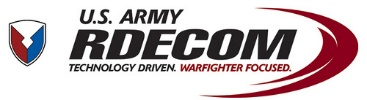 U.S. ARMY
RDECOM
TECHNOLOGY DRIVEN. WARFIGHTER FOCUSED.